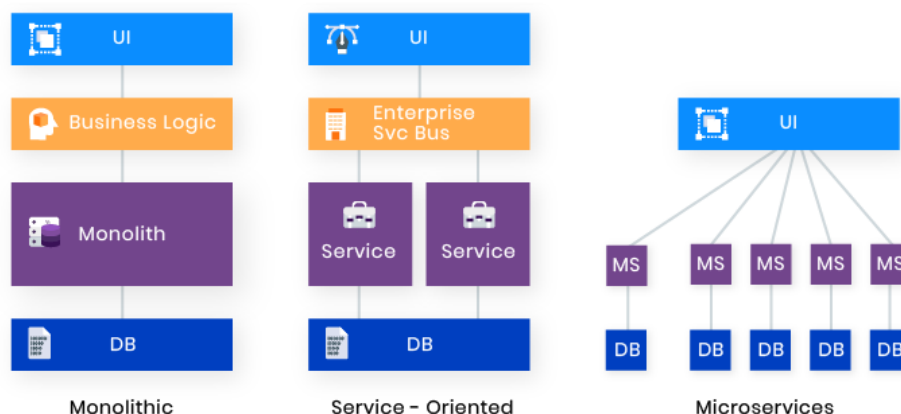 UI
Business Logic
Monolith
DB
Monolithic
UI
Enterprise
Svc Bus
Service
Service
DB
Service - Oriented
UI
MS
MS
MS
MS
MS
DB
DB
DB
DB
DB
Microservices